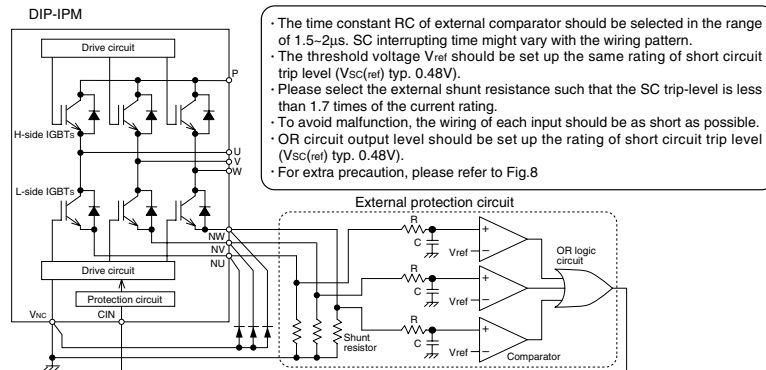 DIP-IPM
Drive circuit
P
H-side IGBTs
U
V
W
L-side IGBTs
NW
NV
NU
Drive circuit
Protection circuit
VNC
CIN
· The time constant RC of external comparator should be selected in the range
of 1.5~2µs. SC interrupting time might vary with the wiring pattern.
· The threshold voltage Vref should be set up the same rating of short circuit
trip level (VSC(ref) typ. 0.48V).
· Please select the external shunt resistance such that the SC trip-level is less
than 1.7 times of the current rating.
· To avoid malfunction, the wiring of each input should be as short as possible.
· OR circuit output level should be set up the rating of short circuit trip level
(VSC(ref) typ. 0.48V).
· For extra precaution, please refer to Fig.8
External protection circuit
R
C
Vref
+
−
R
C
Vref
+
−
R
C
Vref
+
−
OR logic
circuit
Shunt
resistor
Comparator